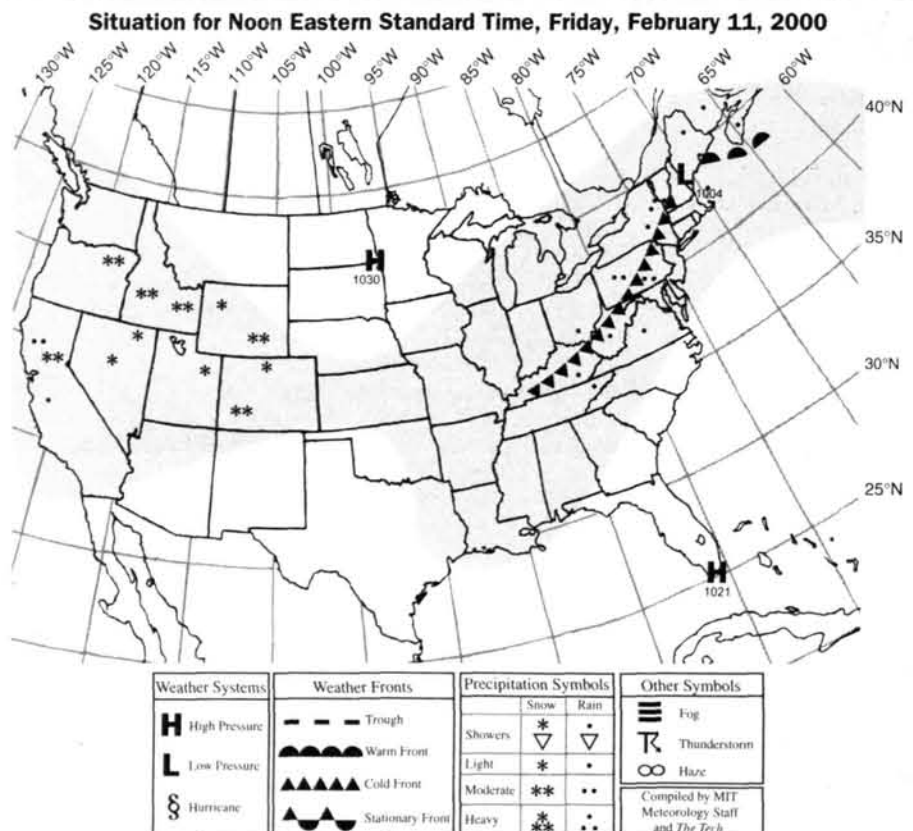 Situation for Noon Eastern Standard Time, Friday, February 11, 2000
130°W 125°W 120°W 115°W 110°W 105°W 100°W 95°W 90°W 85°W 80°W 75°W 70°W 65°W 60°W
40°N
L
1004
35°N
H
1030
30°N
25°N
H
1021
Weather Systems
H High Pressure
L Low Pressure
§ Hurricane
Weather Fronts
Trough
Warm Front
Cold Front
Stationary Front
Precipitation Symbols
Snow Rain
Showers
Light
Moderate
Heavy
Other Symbols
Fog
Thunderstorm
Haze
Compiled by MIT
Meteorology Staff
and The Tech